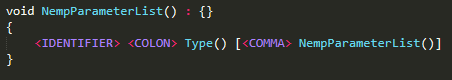 void NempParameterList() : {}
{
    <IDENTIFIER> <COLON> Type() [<COMMA> NempParameterList()]
}